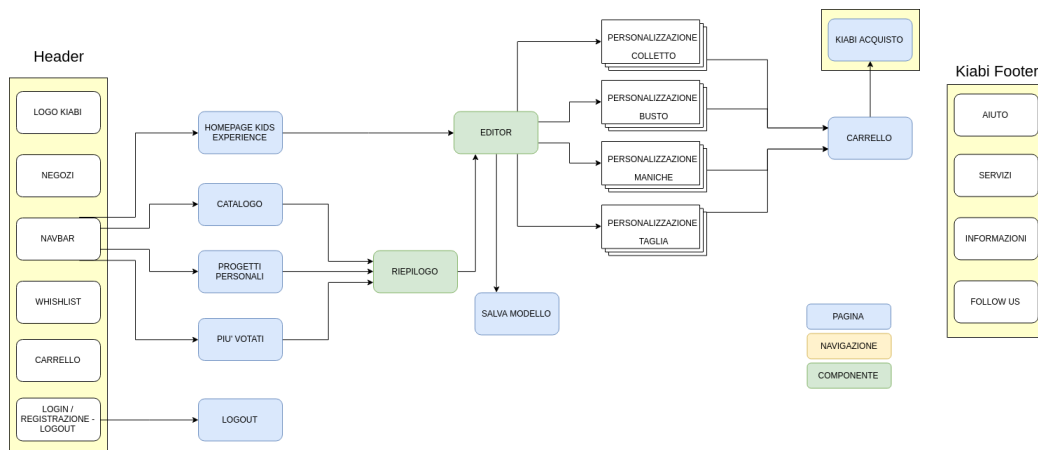 Header
LOGO KIABI
NEGOZI
NAVBAR
WHISHLIST
CARRELLO
LOGIN /
REGISTRAZIONE -
LOGOUT
HOMEPAGE KIDS
EXPERIENCE
CATALOGO
PROGETTI
PERSONALI
PIU' VOTATI
LOGOUT
RIEPILOGO
EDITOR
SALVA MODELLO
PERSONALIZZAZIONE
COLLETTO
PERSONALIZZAZIONE
BUSTO
PERSONALIZZAZIONE
MANICHE
PERSONALIZZAZIONE
TAGLIA
KIABI ACQUISTO
CARRELLO
PAGINA
NAVIGAZIONE
COMPONENTE
Kiabi Footer
AIUTO
SERVIZI
INFORMAZIONI
FOLLOW US